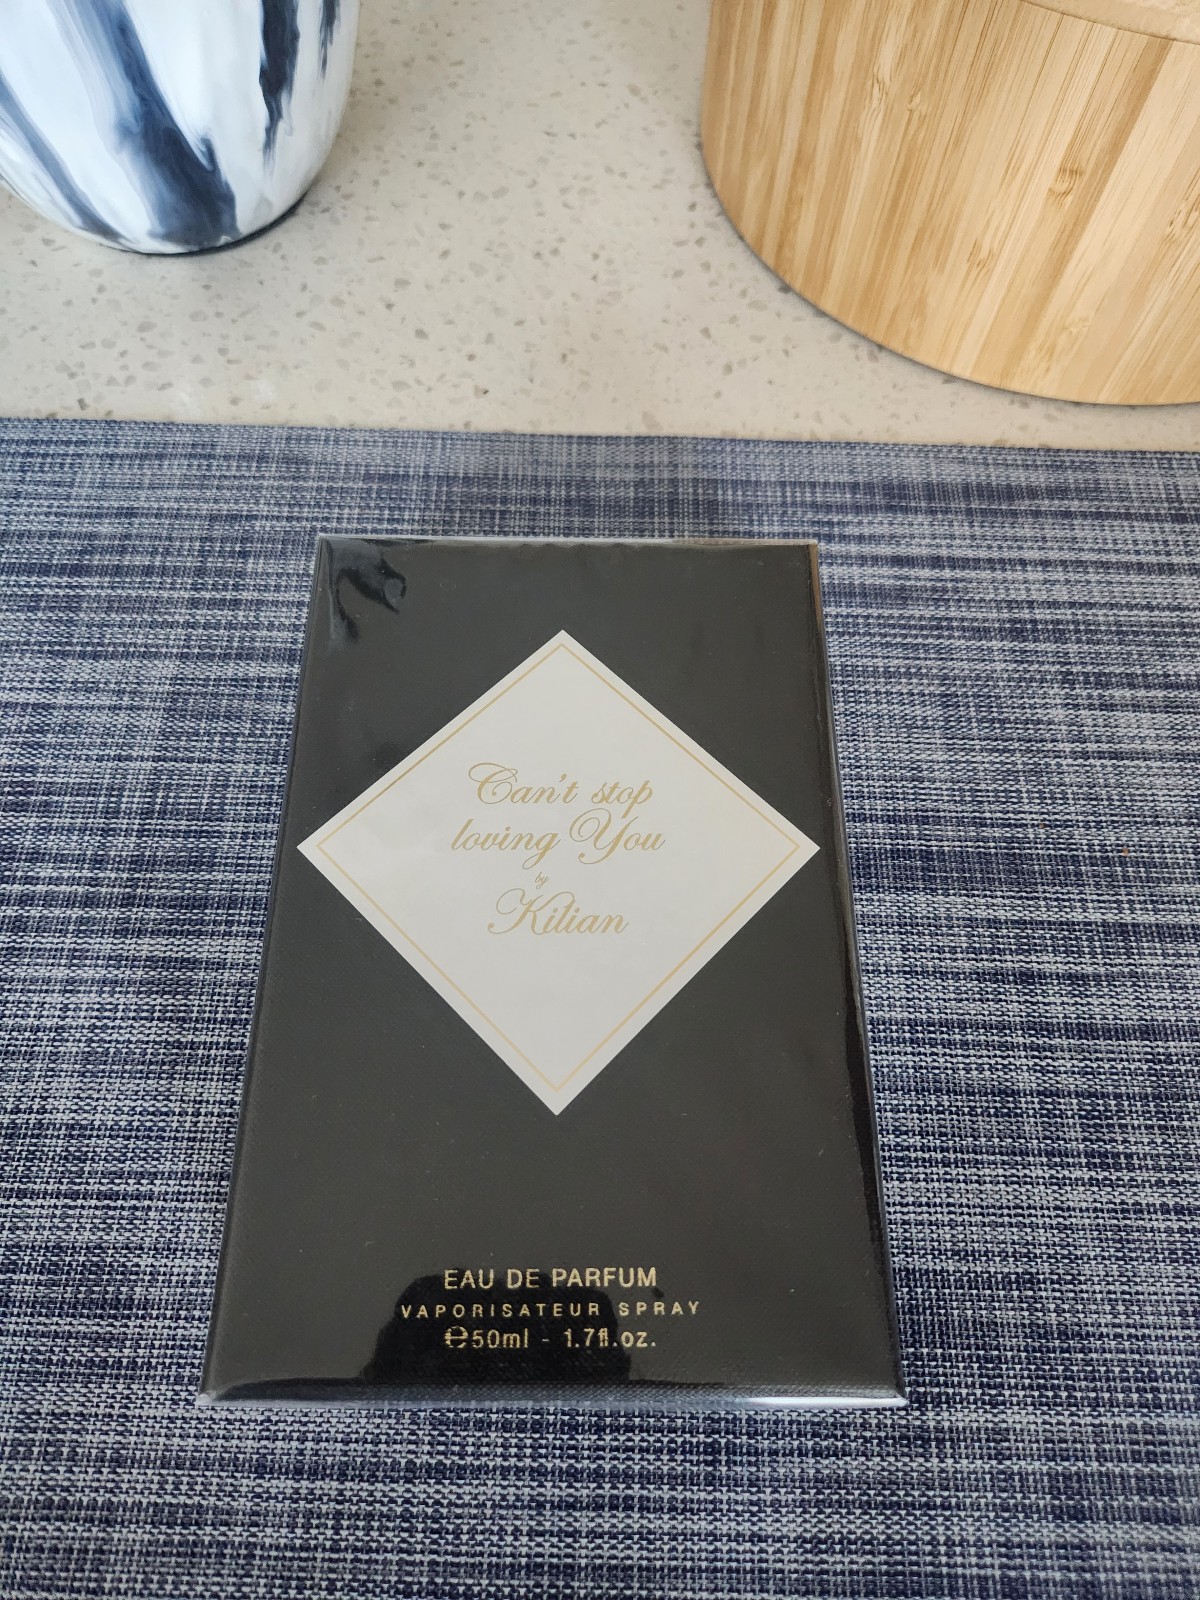 Can't stop
loving You
by
Kilian
EAU DE PARFUM
VAPORISATEUR SPRAY
℮50ml - 1.7fl.oz.